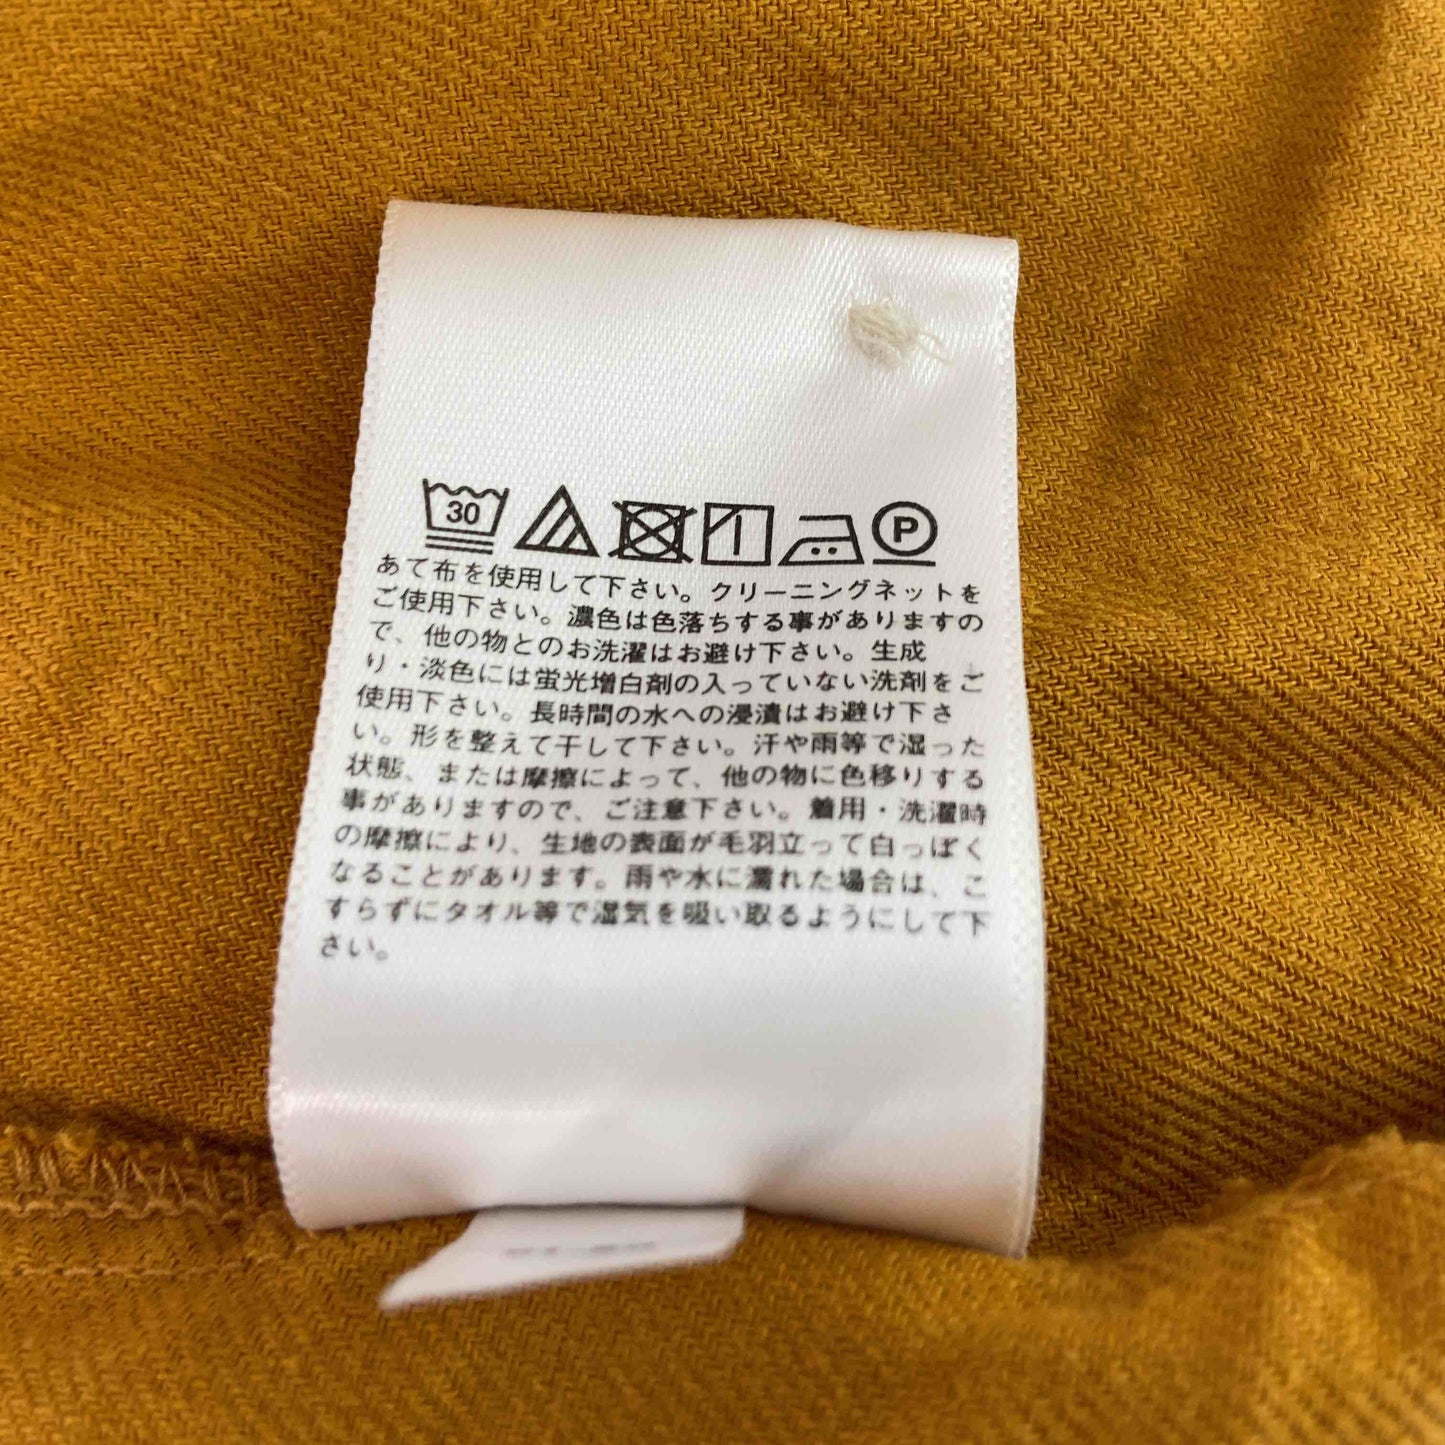 30 P
あて布を使用して下さい。クリーニングネットを
ご使用下さい。濃色は色落ちする事がありますの
で、他の物とのお洗濯はお避け下さい。生成
り・淡色には蛍光増白剤の入っていない洗剤をご
使用下さい。長時間の水への浸漬はお避け下さ
い。形を整えて干して下さい。汗や雨等で湿った
状態、または摩擦によって、他の物に色移りする
事がありますので、ご注意下さい。着用・洗濯時
の摩擦により、生地の表面が毛羽立って白っぽく
なることがあります。雨や水に濡れた場合は、こ
すらずにタオル等で湿気を吸い取るようにして下
さい。